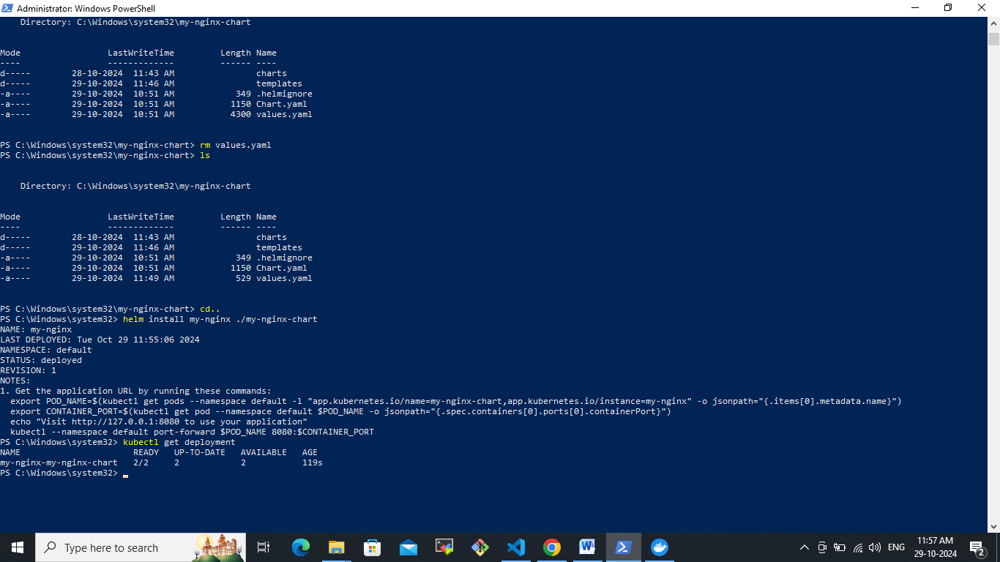 Administrator: Windows PowerShell
Directory: C:\Windows\system32\my-nginx-chart
Mode LastWriteTime Length Name
---- ------------- ------ ----
d----- 28-10-2024 11:43 AM charts
d----- 29-10-2024 11:46 AM templates
-a---- 29-10-2024 10:51 AM 349 .helmignore
-a---- 29-10-2024 10:51 AM 1150 Chart.yaml
-a---- 29-10-2024 10:51 AM 4300 values.yaml
PS C:\Windows\system32\my-nginx-chart> rm values.yaml
PS C:\Windows\system32\my-nginx-chart> ls
Directory: C:\Windows\system32\my-nginx-chart
Mode LastWriteTime Length Name
---- ------------- ------ ----
d----- 28-10-2024 11:43 AM charts
d----- 29-10-2024 11:46 AM templates
-a---- 29-10-2024 10:51 AM 349 .helmignore
-a---- 29-10-2024 10:51 AM 1150 Chart.yaml
-a---- 29-10-2024 11:49 AM 529 values.yaml
PS C:\Windows\system32\my-nginx-chart> cd..
PS C:\Windows\system32> helm install my-nginx ./my-nginx-chart
NAME: my-nginx
LAST DEPLOYED: Tue Oct 29 11:55:06 2024
NAMESPACE: default
STATUS: deployed
REVISION: 1
NOTES:
1. Get the application URL by running these commands:
export POD_NAME=$(kubectl get pods --namespace default -l "app.kubernetes.io/name=my-nginx-chart,app.kubernetes.io/instance=my-nginx" -o jsonpath="{.items[0].metadata.name}")
export CONTAINER_PORT=$(kubectl get pod --namespace default $POD_NAME -o jsonpath="{.spec.containers[0].ports[0].containerPort}")
echo "Visit http://127.0.0.1:8080 to use your application"
kubectl --namespace default port-forward $POD_NAME 8080:$CONTAINER_PORT
PS C:\Windows\system32> kubectl get deployment
NAME READY UP-TO-DATE AVAILABLE AGE
my-nginx-my-nginx-chart 2/2 2 2 119s
PS C:\Windows\system32>
Type here to search
ENG
11:57 AM
29-10-2024
2